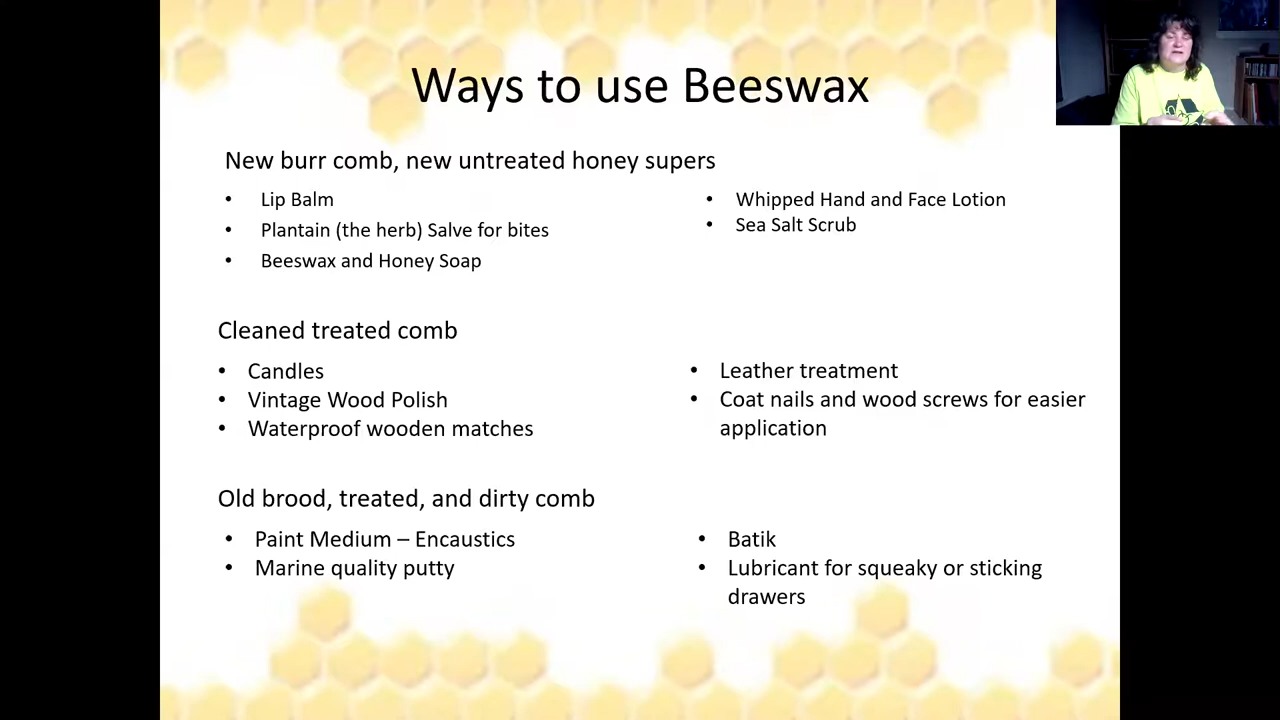 Ways to use Beeswax
New burr comb, new untreated honey supers
• Lip Balm
• Plantain (the herb) Salve for bites
• Beeswax and Honey Soap
• Whipped Hand and Face Lotion
• Sea Salt Scrub
Cleaned treated comb
• Candles
• Vintage Wood Polish
• Waterproof wooden matches
• Leather treatment
• Coat nails and wood screws for easier
application
Old brood, treated, and dirty comb
• Paint Medium – Encaustics
• Marine quality putty
• Batik
• Lubricant for squeaky or sticking
drawers